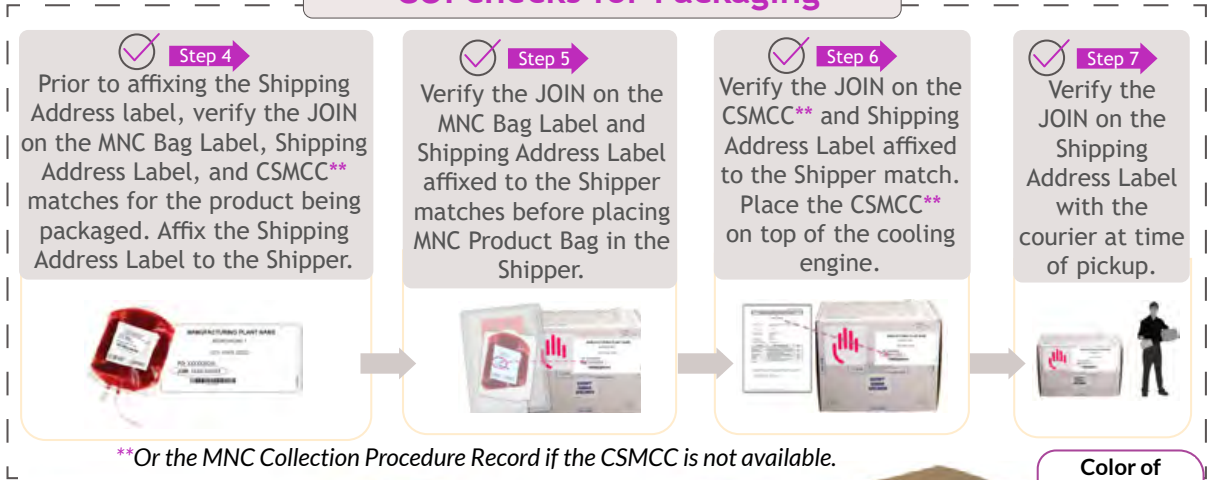 Checks for Packaging
Step 4
Prior to affixing the Shipping
Address label, verify the JOIN
on the MNC Bag Label, Shipping
Address Label, and CSMCC**
matches for the product being
packaged. Affix the Shipping
Address Label to the Shipper.
Step 5
Verify the JOIN on the
MNC Bag Label and
Shipping Address Label
affixed to the Shipper
matches before placing
MNC Product Bag in the
Shipper.
Step 6
Verify the JOIN on the
CSMCC** and Shipping
Address Label affixed
to the Shipper match.
Place the CSMCC**
on top of the cooling
engine.
Step 7
Verify the
JOIN on the
Shipping
Address Label
with the
courier at time
of pickup.
MANUFACTURING PLANT NAME
**Or the MNC Collection Procedure Record if the CSMCC is not available.
Color of